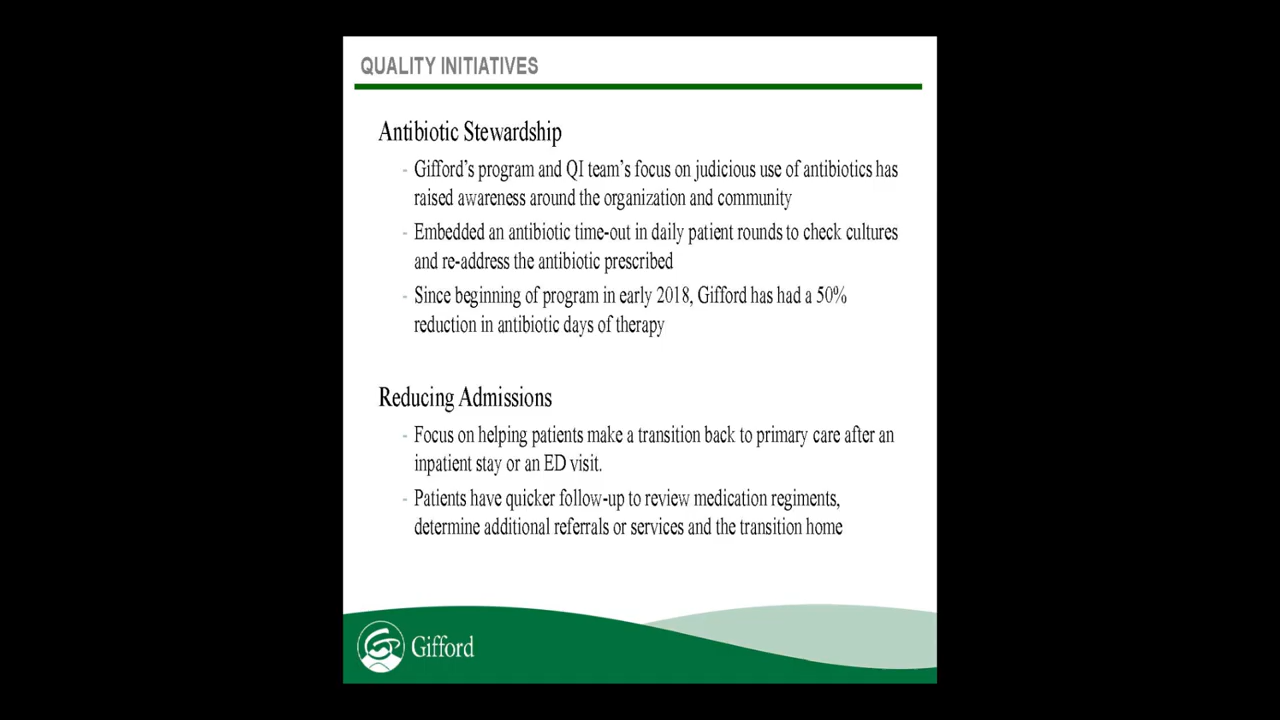 QUALITY INITIATIVES
Antibiotic Stewardship
- Gifford's program and QI team's focus on judicious use of antibiotics has
raised awareness around the organization and community
- Embedded an antibiotic time-out in daily patient rounds to check cultures
and re-address the antibiotic prescribed
- Since beginning of program in early 2018, Gifford has had a 50%
reduction in antibiotic days of therapy
Reducing Admissions
- Focus on helping patients make a transition back to primary care after an
inpatient stay or an ED visit.
- Patients have quicker follow-up to review medication regiments,
determine additional referrals or services and the transition home
Gifford